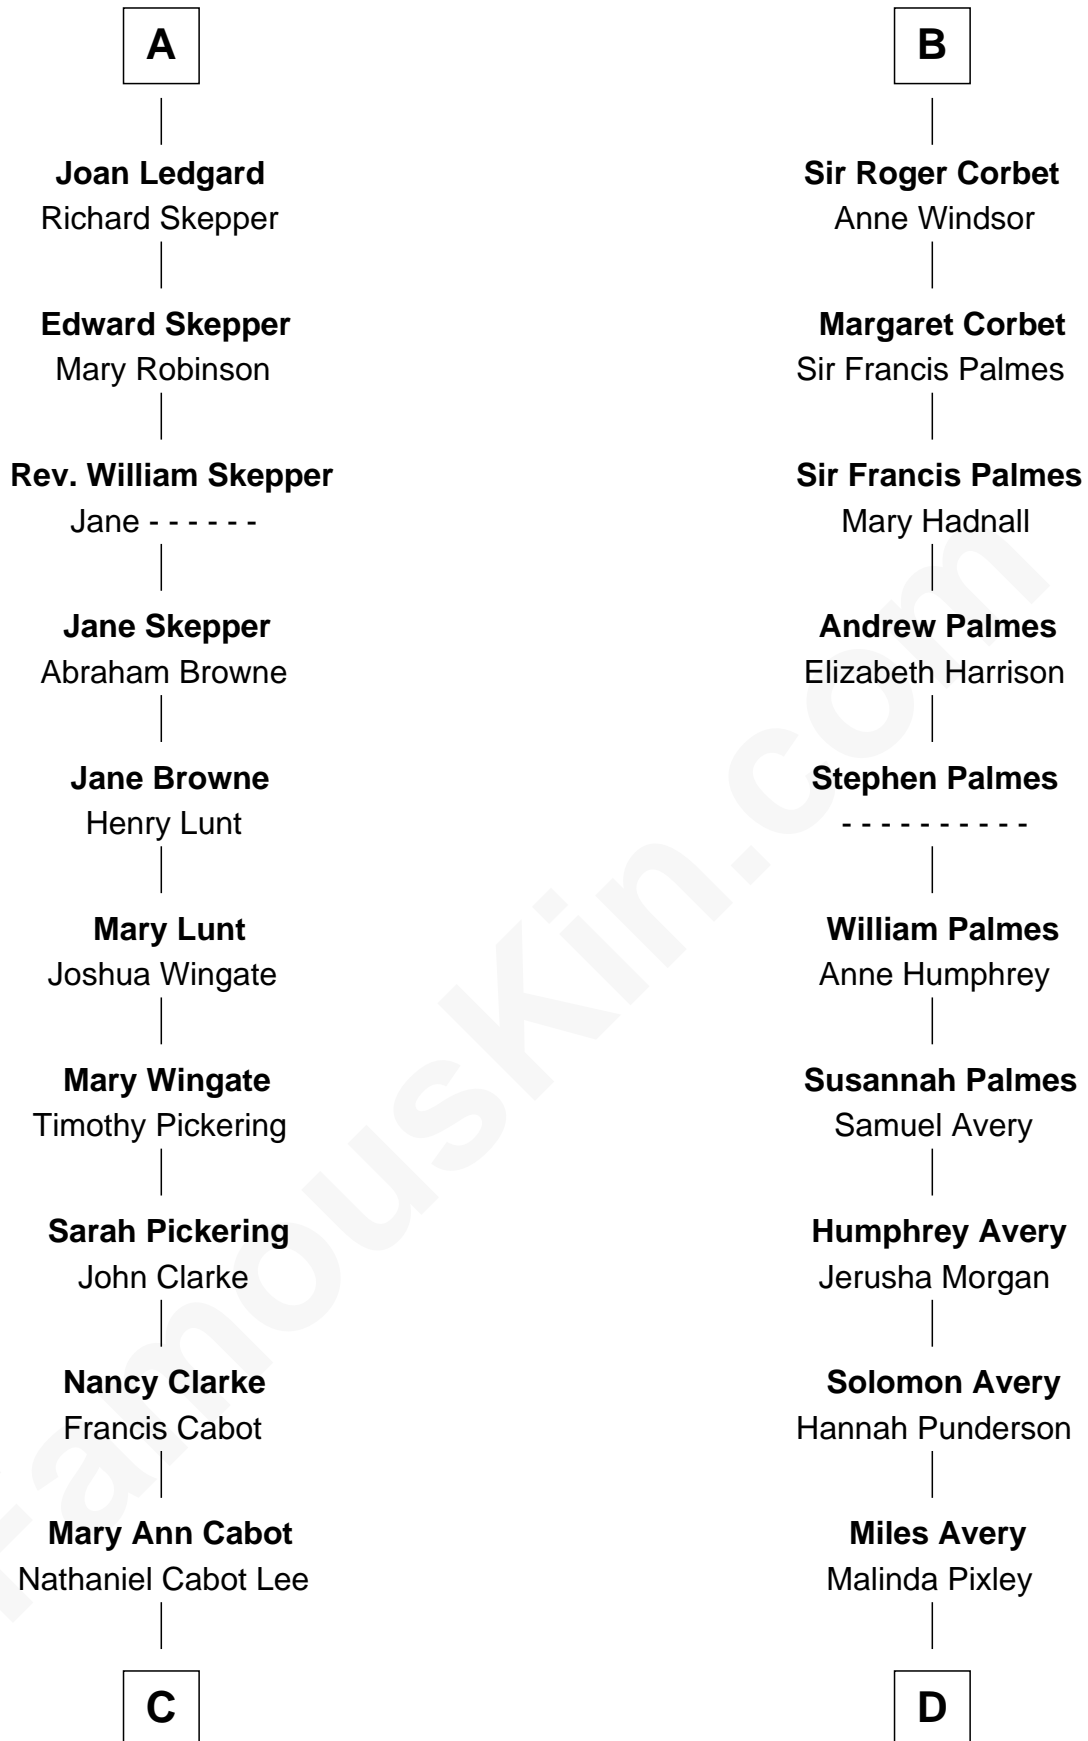 A
Joan Ledgard
Richard Skepper
Edward Skepper
Mary Robinson
Rev. William Skepper
Jane - - - - - -
Jane Skepper
Abraham Browne
Jane Browne
Henry Lunt
Mary Lunt
Joshua Wingate
Mary Wingate
Timothy Pickering
Sarah Pickering
John Clarke
Nancy Clarke
Francis Cabot
Mary Ann Cabot
Nathaniel Cabot Lee
C
B
Sir Roger Corbet
Anne Windsor
Margaret Corbet
Sir Francis Palmes
Sir Francis Palmes
Mary Hadnall
Andrew Palmes
Elizabeth Harrison
Stephen Palmes
- - - - - - - - - -
William Palmes
Anne Humphrey
Susannah Palmes
Samuel Avery
Humphrey Avery
Jerusha Morgan
Solomon Avery
Hannah Punderson
Miles Avery
Malinda Pixley
D
FamousKin.com